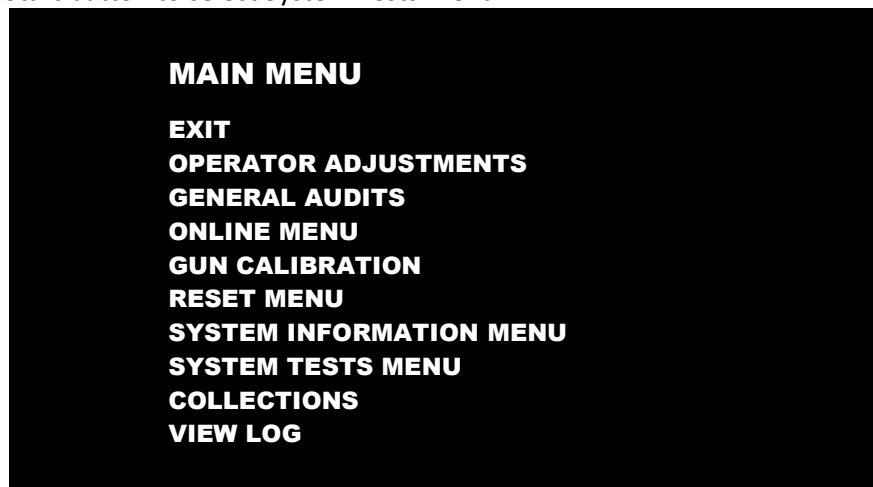 MAIN MENU
EXIT
OPERATOR ADJUSTMENTS
GENERAL AUDITS
ONLINE MENU
GUN CALIBRATION
RESET MENU
SYSTEM INFORMATION MENU
SYSTEM TESTS MENU
COLLECTIONS
VIEW LOG